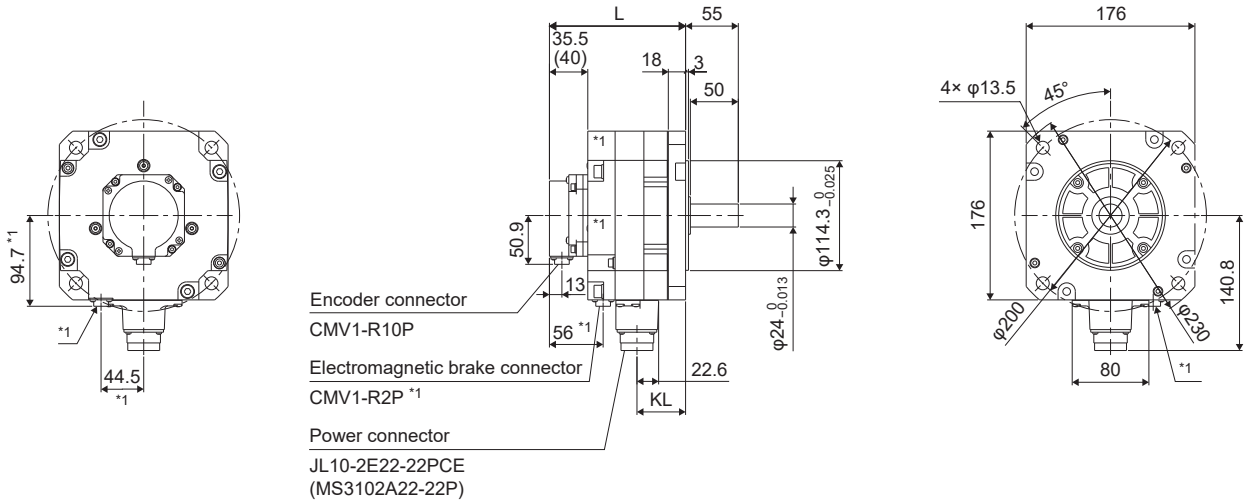 94.7 *1
*1
44.5
*1
L
55
35.5
(40)
18
3
50
*1
*1
50.9
13
56 *1
φ114.3 0 -0.025
φ24 0 -0.013
22.6
KL
Encoder connector
CMV1-R10P
Electromagnetic brake connector
CMV1-R2P *1
Power connector
JL10-2E22-22PCE
(MS3102A22-22P)
176
4× φ13.5
45°
176
140.8
φ200
φ230
80
*1